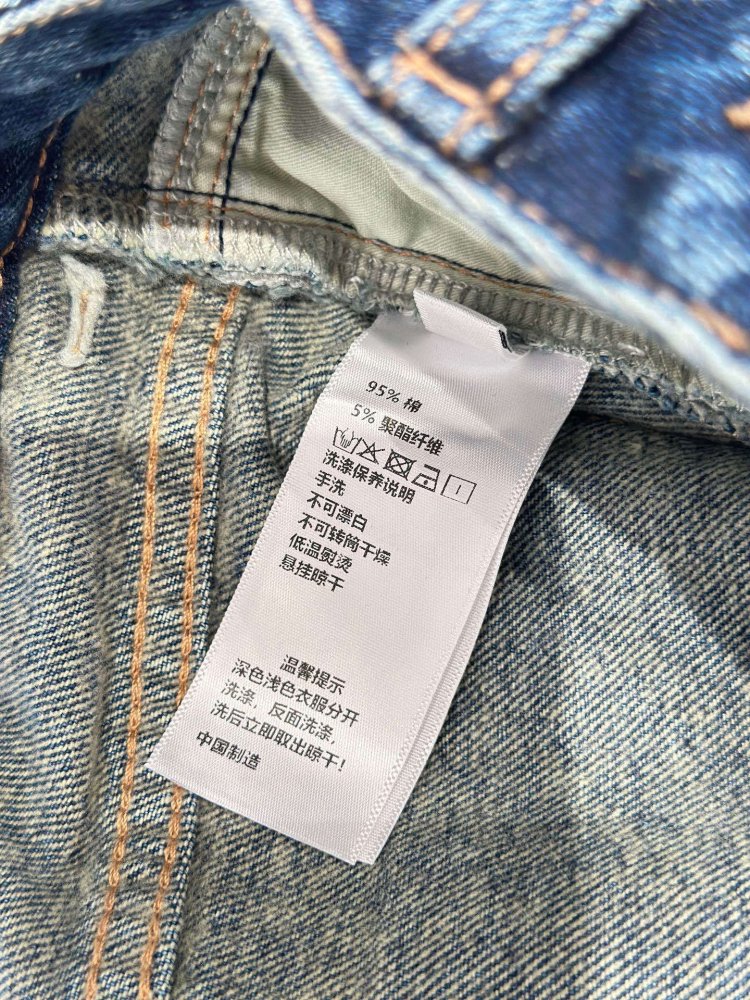 95% 棉
5% 聚酯纤维
洗涤保养说明
手洗
不可漂白
不可转筒干燥
低温熨烫
悬挂晾干
温馨提示
深色浅色衣服分开
洗涤，反面洗涤，
洗后立即取出晾干！
中国制造